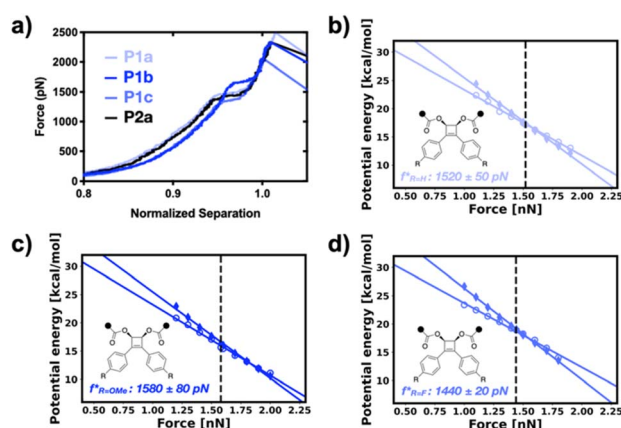 a)
2500
2000
1500
1000
500
0
Force (pN)
P1a
P1b
P1c
P2a
0.8 0.9 1.0
Normalized Separation
b)
30
25
20
15
Potential energy [kcal/mol]
O O
O O
R R
f*R=H: 1520 ± 50 pN
0.50 0.75 1.00 1.25 1.50 1.75 2.00 2.25
Force [nN]
c)
30
25
20
15
10
Potential energy [kcal/mol]
O O
O O
R R
f*R=OMe: 1580 ± 80 pN
0.50 0.75 1.00 1.25 1.50 1.75 2.00 2.25
Force [nN]
d)
30
25
20
15
10
Potential energy [kcal/mol]
O O
O O
R R
f*R=F: 1440 ± 20 pN
0.50 0.75 1.00 1.25 1.50 1.75 2.00 2.25
Force [nN]